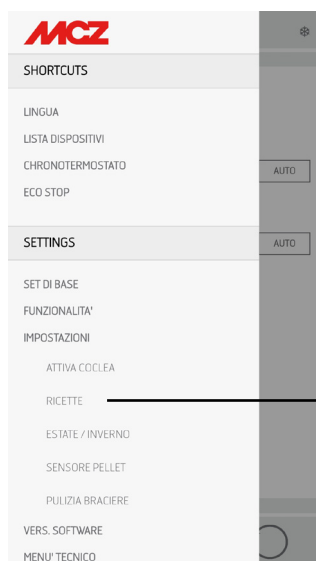 MCZ
SHORTCUTS
LINGUA
LISTA DISPOSITIVI
CHRONOTERMOSTATO
AUTO
ECO STOP
SETTINGS
AUTO
SET DI BASE
FUNZIONALITA'
IMPOSTAZIONI
ATTIVA COCLEA
RICETTE
ESTATE / INVERNO
SENSORE PELLET
PULIZIA BRACIERE
VERS. SOFTWARE
MENU' TECNICO